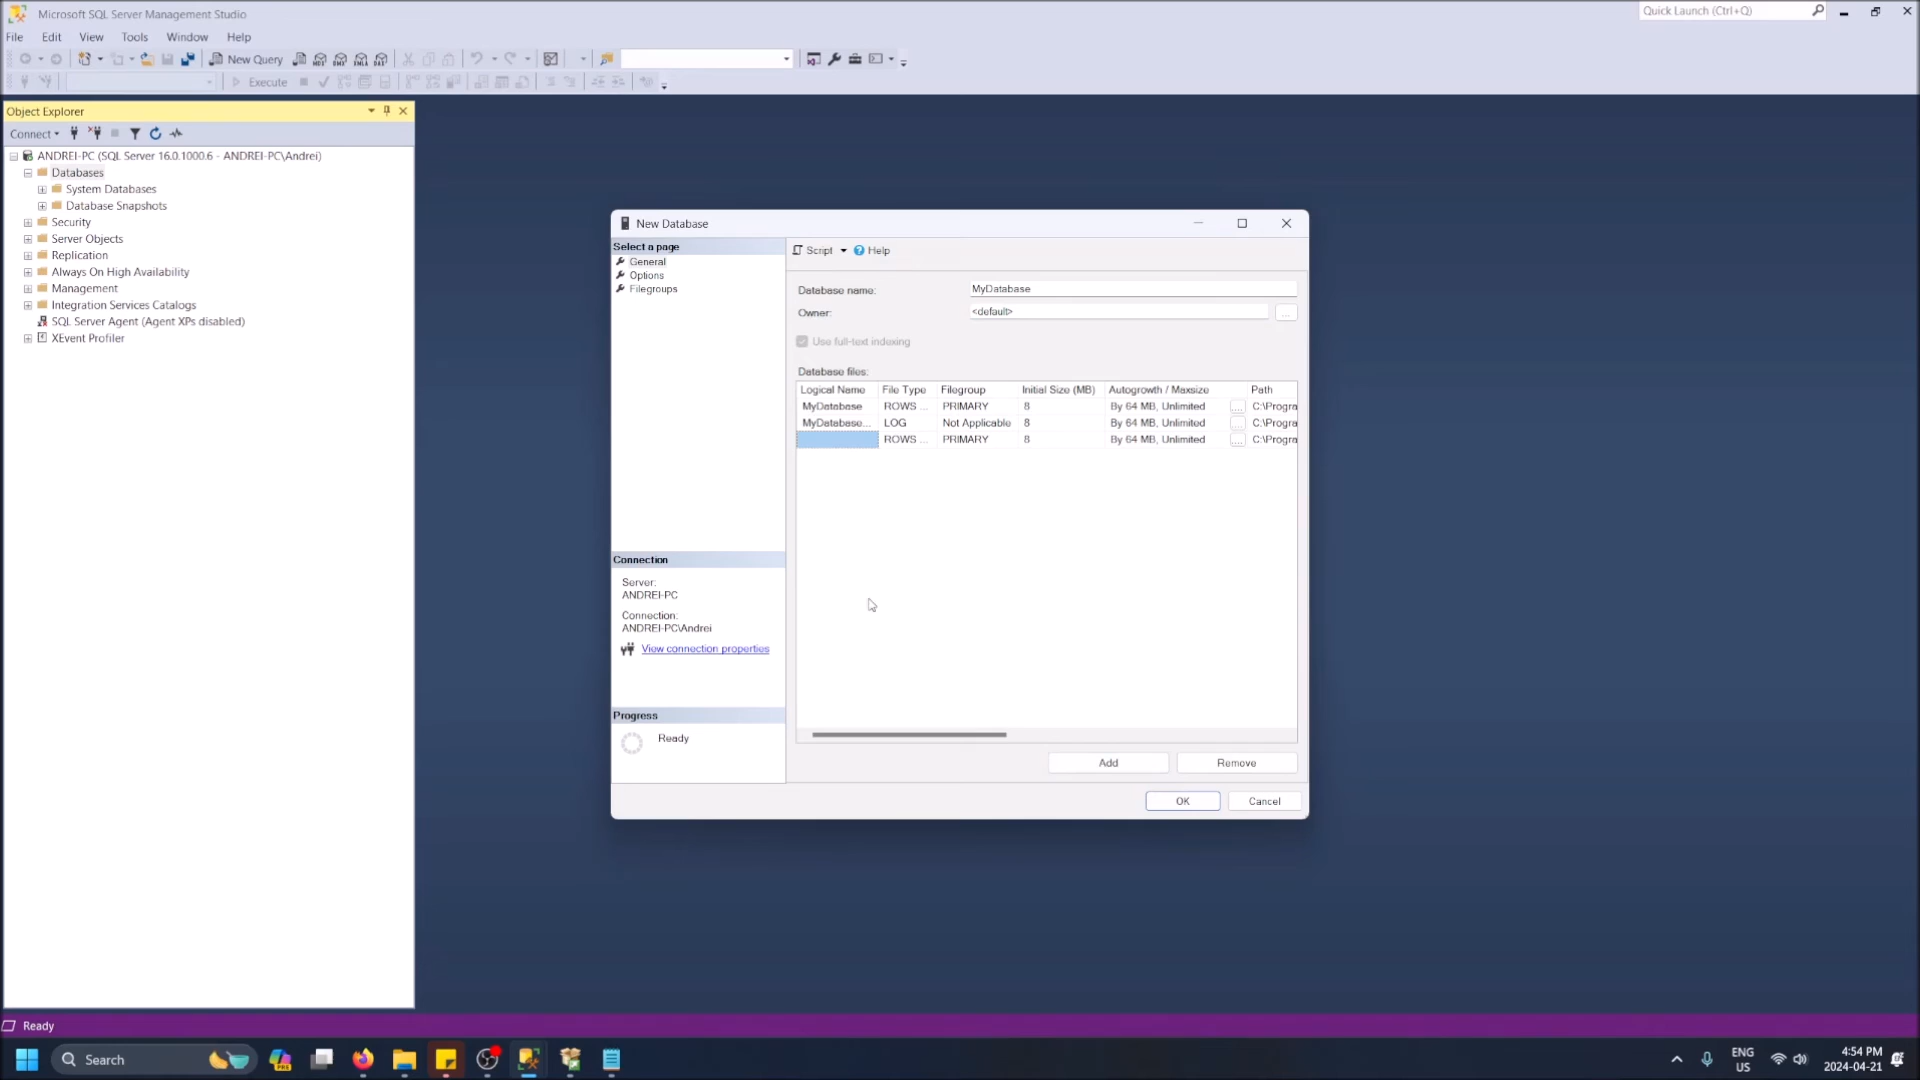 Microsoft SQL Server Management Studio
Quick Launch (Ctrl+Q)
File Edit View Tools Window Help
New Query
Execute
Object Explorer
Connect
ANDREI-PC (SQL Server 16.0.1000.6 - ANDREI-PC\Andrei)
Databases
System Databases
Database Snapshots
Security
Server Objects
Replication
Always On High Availability
Management
Integration Services Catalogs
SQL Server Agent (Agent XPs disabled)
XEvent Profiler
New Database
Select a page
General
Options
Filegroups
Script Help
Database name: MyDatabase
Owner: <default> ...
Use full-text indexing
Database files:
Logical Name File Type Filegroup Initial Size (MB) Autogrowth / Maxsize Path
MyDatabase ROWS ... PRIMARY 8 By 64 MB, Unlimited ... C:\Progra
MyDatabase... LOG Not Applicable 8 By 64 MB, Unlimited ... C:\Progra
ROWS ... PRIMARY 8 By 64 MB, Unlimited ... C:\Progra
Connection
Server:
ANDREI-PC
Connection:
ANDREI-PC\Andrei
View connection properties
Progress
Ready
Add Remove
OK Cancel
Ready
Search
ENG
US
4:54 PM
2024-04-21